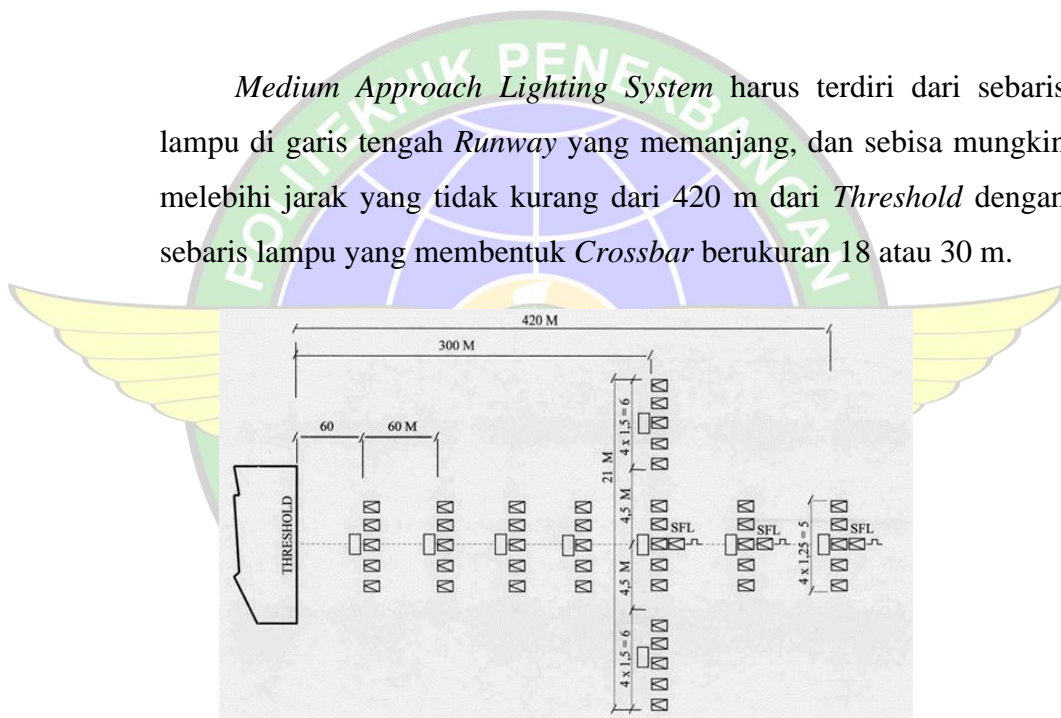 POLITEKNIK PENERBANGAN
Medium Approach Lighting System harus terdiri dari sebaris
lampu di garis tengah Runway yang memanjang, dan sebisa mungkin
melebihi jarak yang tidak kurang dari 420 m dari Threshold dengan
sebaris lampu yang membentuk Crossbar berukuran 18 atau 30 m.
420 M
300 M
60
60 M
4 x 1,5 = 6
21 M
4,5 M
4,5 M
4 x 1,5 = 6
THRESHOLD
SFL
SFL
SFL
4 x 1,25 = 5